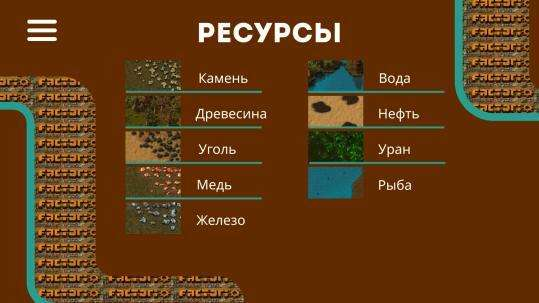 РЕСУРСЫ
Камень
Древесина
Уголь
Медь
Железо
Вода
Нефть
Уран
Рыба